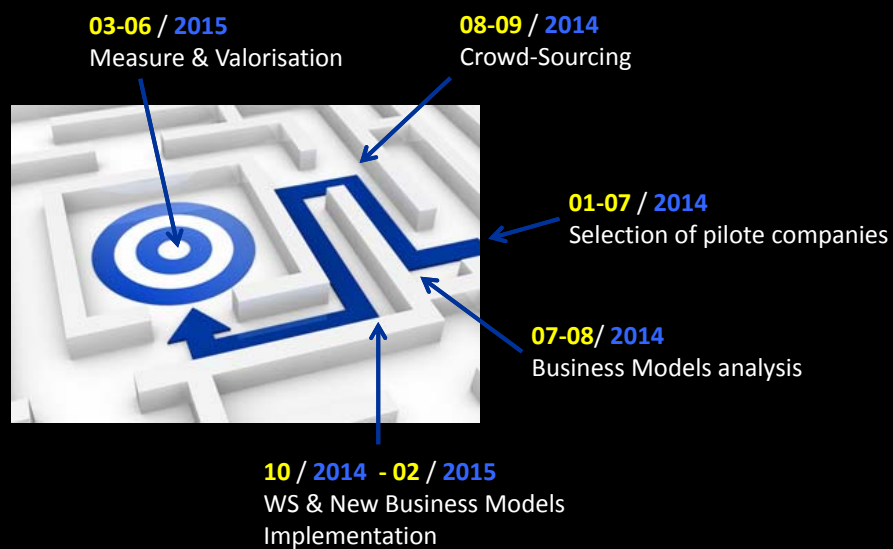 03-06 / 2015
Measure & Valorisation
08-09 / 2014
Crowd-Sourcing
01-07 / 2014
Selection of pilote companies
07-08/ 2014
Business Models analysis
10 / 2014 - 02 / 2015
WS & New Business Models
Implementation